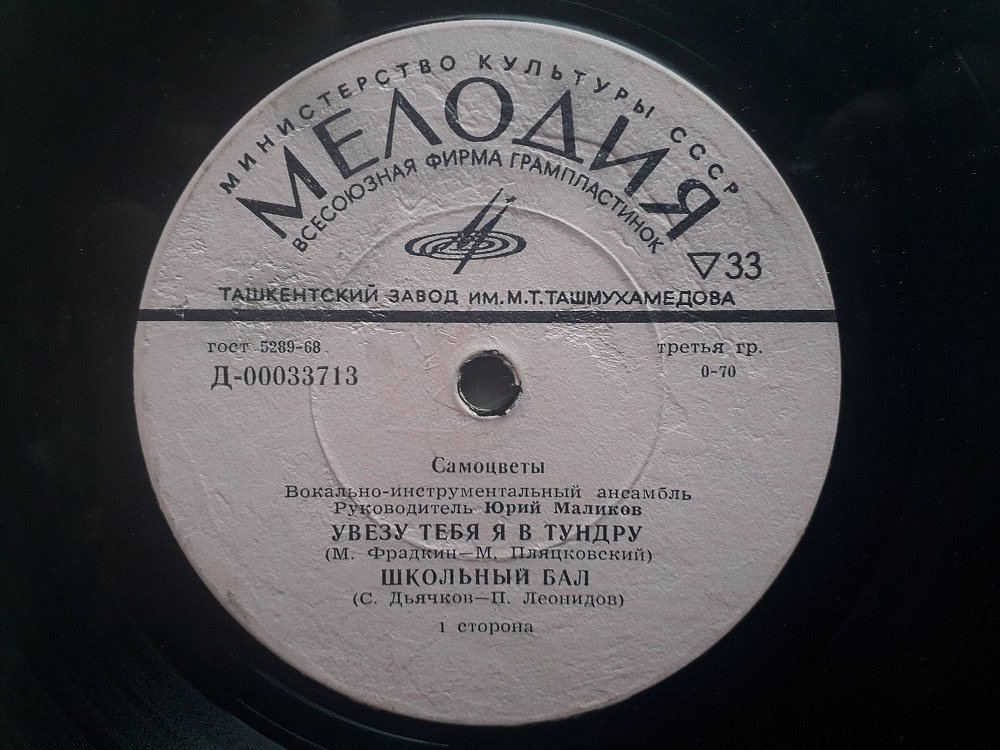 МИНИСТЕРСТВО КУЛЬТУРЫ СССР
МЕЛОДИЯ
ВСЕСОЮЗНАЯ ФИРМА ГРАМПЛАСТИНОК
▽33
ТАШКЕНТСКИЙ ЗАВОД ИМ. М. Т. ТАШМУХАМЕДОВА
гост 5289-68
третья гр.
Д-00033713
0-70
Самоцветы
Вокально-инструментальный ансамбль
Руководитель Юрий Маликов
УВЕЗУ ТЕБЯ Я В ТУНДРУ
(М. Фрадкин—М. Пляцковский)
ШКОЛЬНЫЙ БАЛ
(С. Дьячков—П. Леонидов)
1 сторона